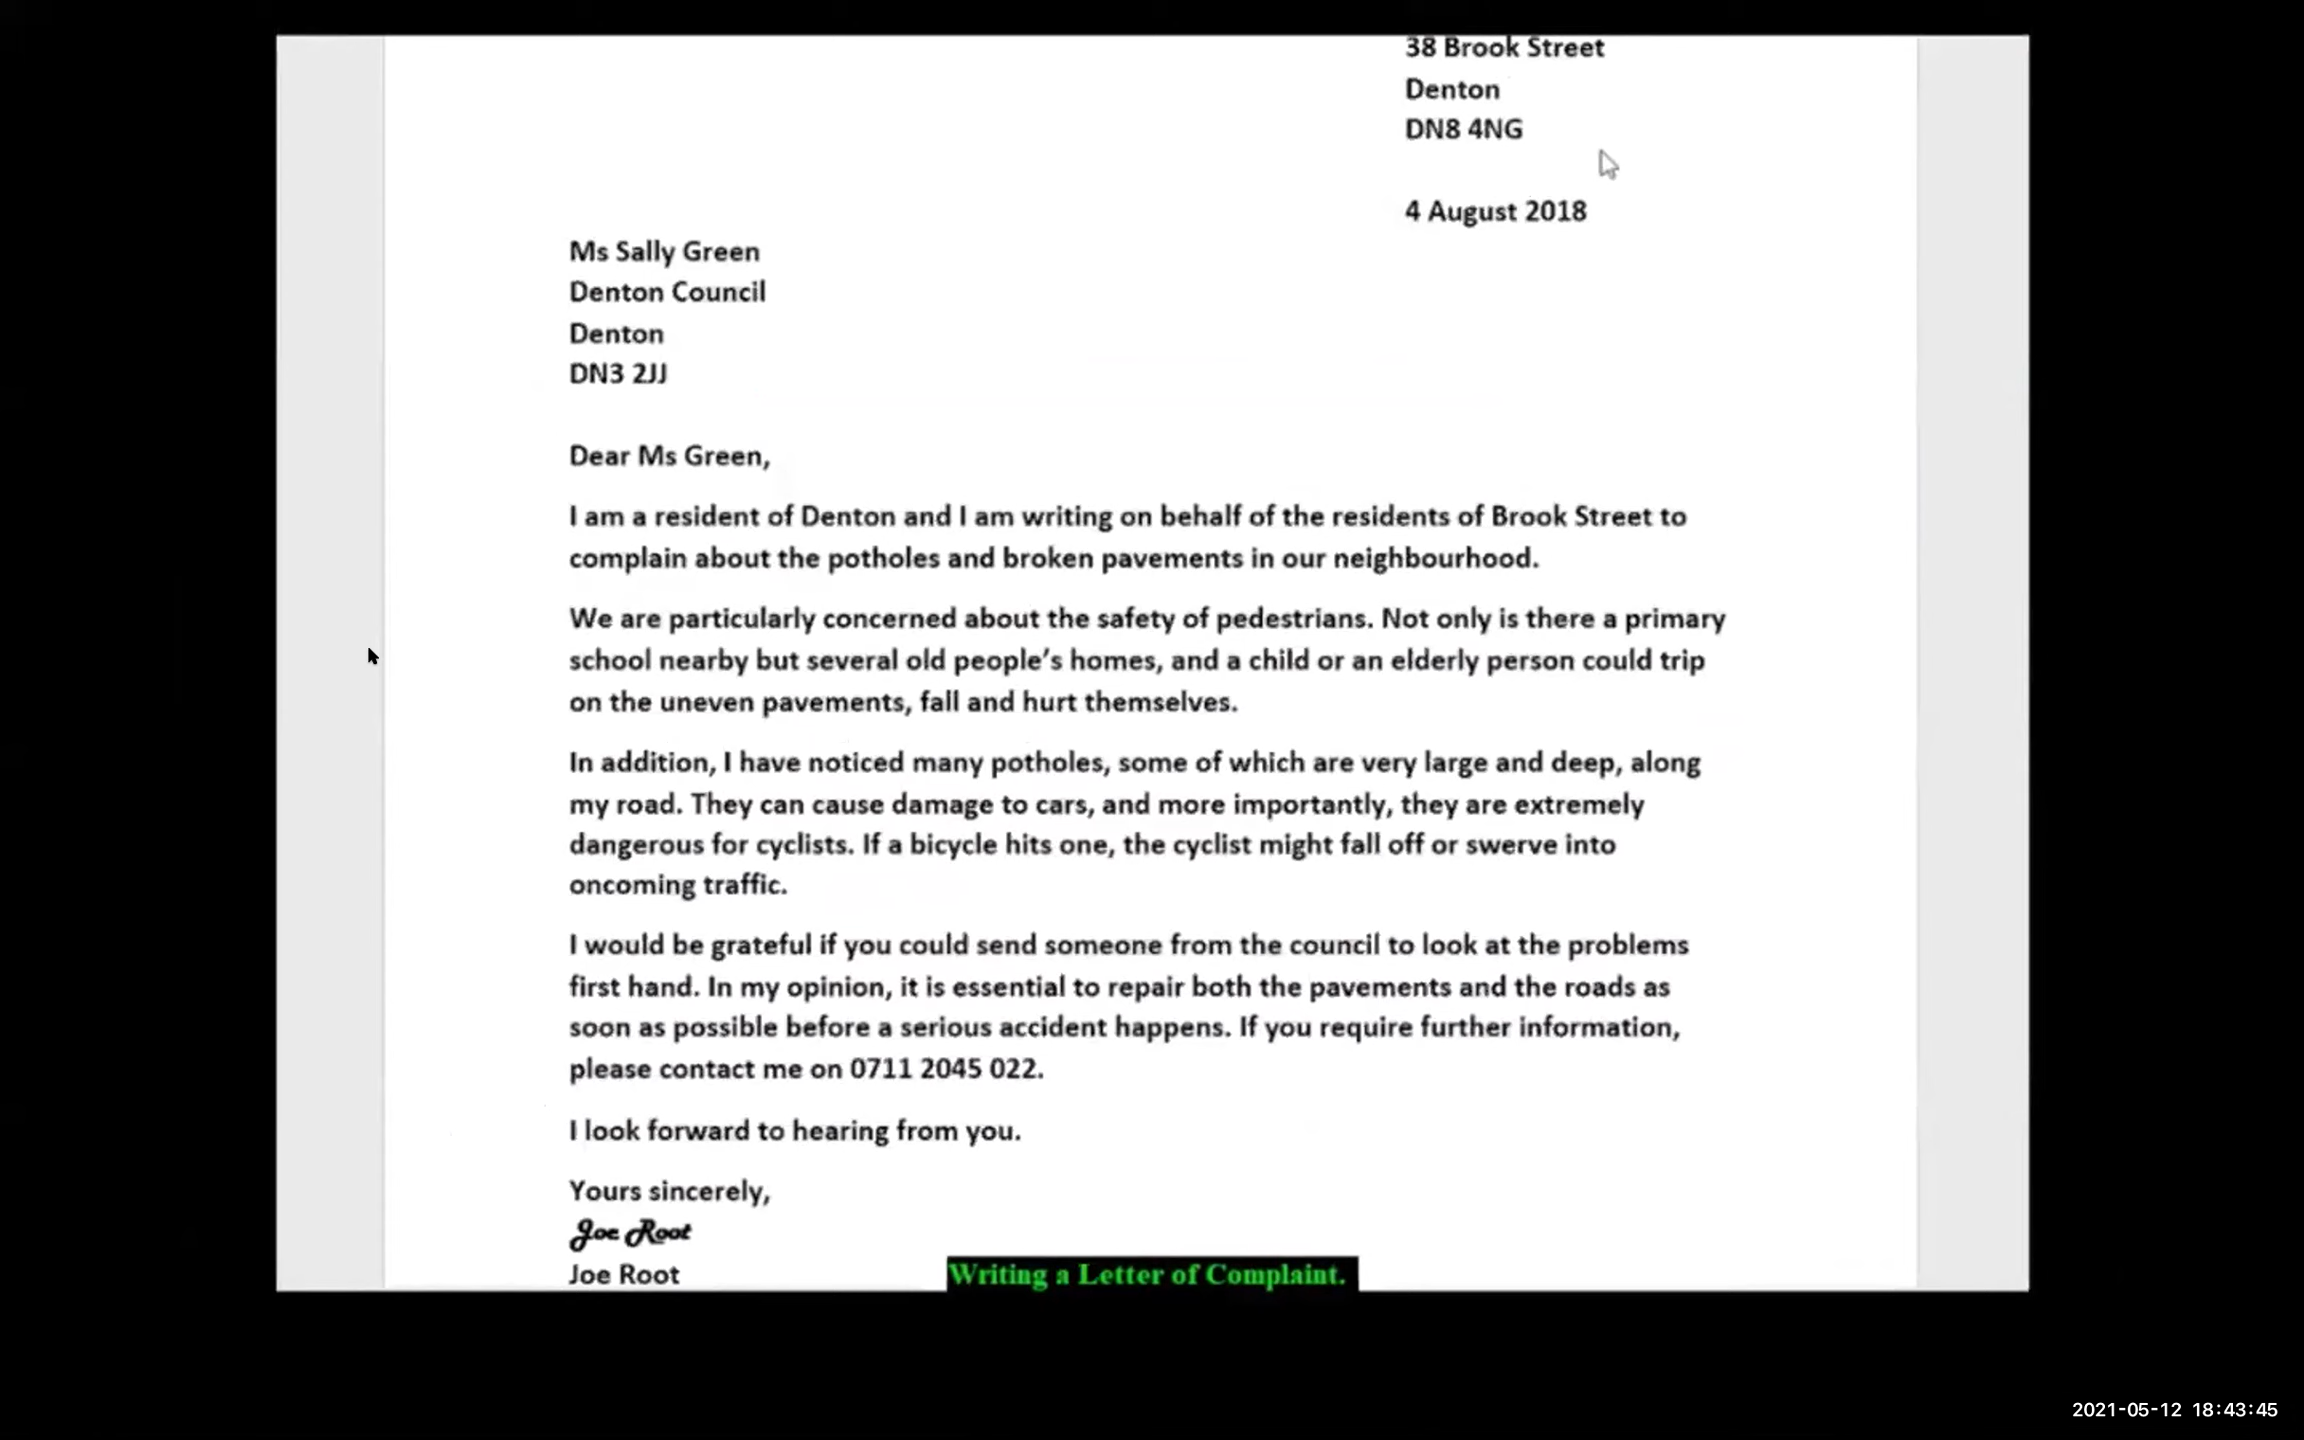 38 Brook Street
Denton
DN8 4NG
4 August 2018
Ms Sally Green
Denton Council
Denton
DN3 2JJ
Dear Ms Green,
I am a resident of Denton and I am writing on behalf of the residents of Brook Street to
complain about the potholes and broken pavements in our neighbourhood.
We are particularly concerned about the safety of pedestrians. Not only is there a primary
school nearby but several old people's homes, and a child or an elderly person could trip
on the uneven pavements, fall and hurt themselves.
In addition, I have noticed many potholes, some of which are very large and deep, along
my road. They can cause damage to cars, and more importantly, they are extremely
dangerous for cyclists. If a bicycle hits one, the cyclist might fall off or swerve into
oncoming traffic.
I would be grateful if you could send someone from the council to look at the problems
first hand. In my opinion, it is essential to repair both the pavements and the roads as
soon as possible before a serious accident happens. If you require further information,
please contact me on 0711 2045 022.
I look forward to hearing from you.
Yours sincerely,
Joe Root
Joe Root
Writing a Letter of Complaint.
2021-05-12 18:43:45